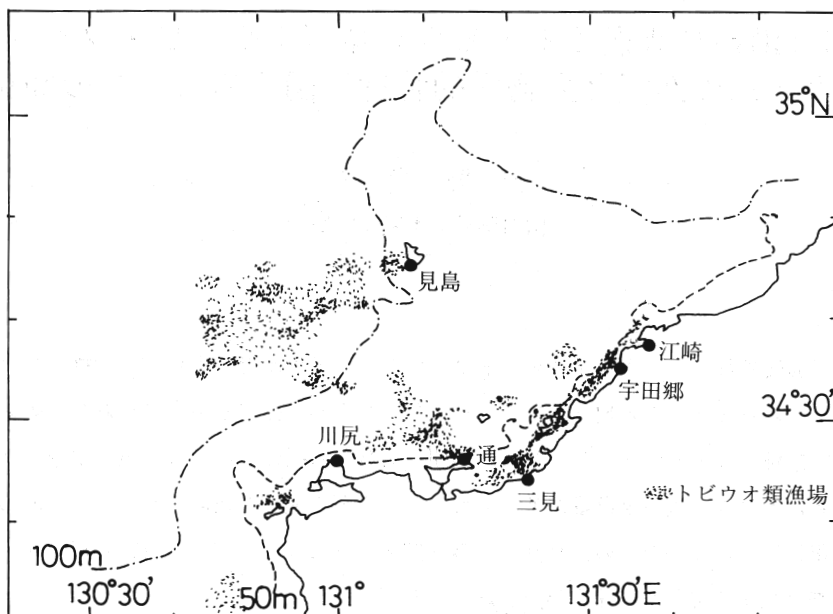 35°N
見島
江崎
宇田郷
34°30'
川尻
通
三見
トビウオ類漁場
100m
130°30'
50m
131°
131°30'E